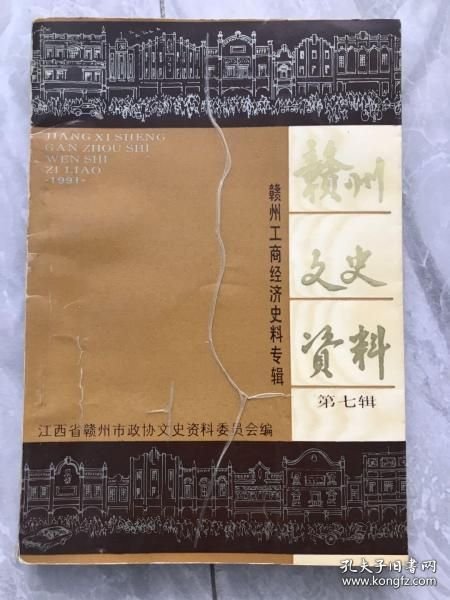 JIANG XI SHENG
GAN ZHOU SHI
WEN SHI
ZI LIAO
-1991-
赣州
文史
资料
第七辑
赣州工商经济史料专辑
江西省赣州市政协文史资料委员会编
孔夫子旧书网
www.kongfz.com